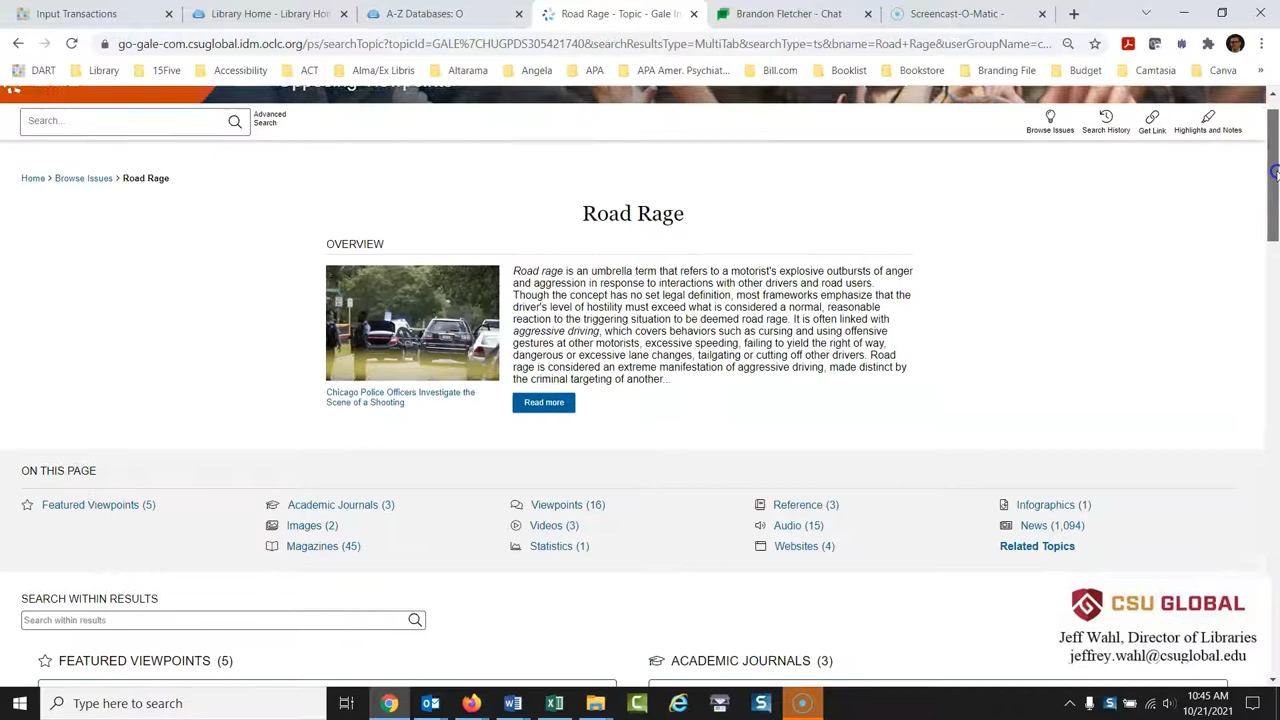 Input Transactions
Library Home - Library Hom
A-Z Databases: O
Road Rage - Topic - Gale In
Brandon Fletcher - Chat
Screencast-O-Matic -
go-gale-com.csuglobal.idm.oclc.org/ps/searchTopic?topicId=GALE%7CHUGPDS336421740&searchResultsType=MultiTab&searchType=ts&bname=Road+Rage&userGroupName=c...
DART
Library
15Five
Accessibility
ACT
Alma/Ex Libris
Altarama
Angela
APA
APA Amer. Psychiat...
Bill.com
Booklist
Bookstore
Branding File
Budget
Camtasia
Canva
»
Search...
Advanced
Search
Browse Issues
Search History
Get Link
Highlights and Notes
Home > Browse Issues > Road Rage
Road Rage
OVERVIEW
Road rage is an umbrella term that refers to a motorist's explosive outbursts of anger
and aggression in response to interactions with other drivers and road users.
Though the concept has no set legal definition, most frameworks emphasize that the
driver's level of hostility must exceed what is considered a normal, reasonable
reaction to the triggering situation to be deemed road rage. It is often linked with
aggressive driving, which covers behaviors such as cursing and using offensive
gestures at other motorists, excessive speeding, failing to yield the right of way,
dangerous or excessive lane changes, tailgating or cutting off other drivers. Road
rage is considered an extreme manifestation of aggressive driving, made distinct by
the criminal targeting of another...
Chicago Police Officers Investigate the
Scene of a Shooting
Read more
ON THIS PAGE
Featured Viewpoints (5)
Academic Journals (3)
Viewpoints (16)
Reference (3)
Infographics (1)
Images (2)
Videos (3)
Audio (15)
News (1,094)
Magazines (45)
Statistics (1)
Websites (4)
Related Topics
SEARCH WITHIN RESULTS
Search within results
FEATURED VIEWPOINTS (5)
ACADEMIC JOURNALS (3)
CSU GLOBAL
Jeff Wahl, Director of Libraries
jeffrey.wahl@csuglobal.edu
Type here to search
10:45 AM
10/21/2021